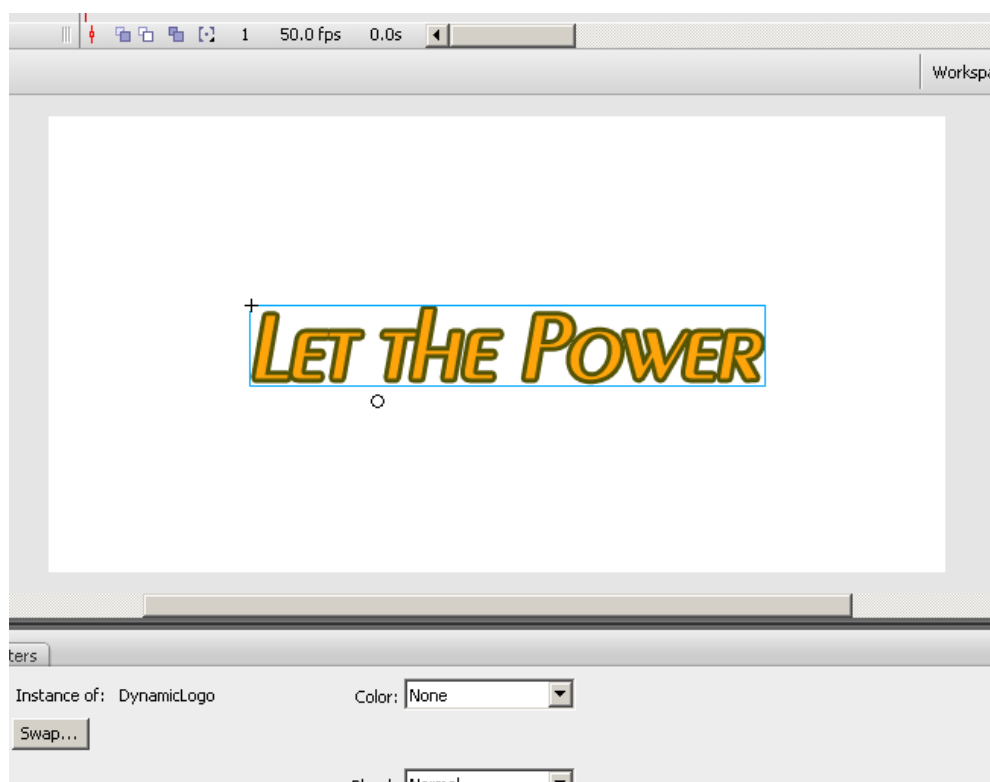 1 50.0 fps 0.0s
Workspa
Let the Power
ters
Instance of: DynamicLogo Color: None
Swap...